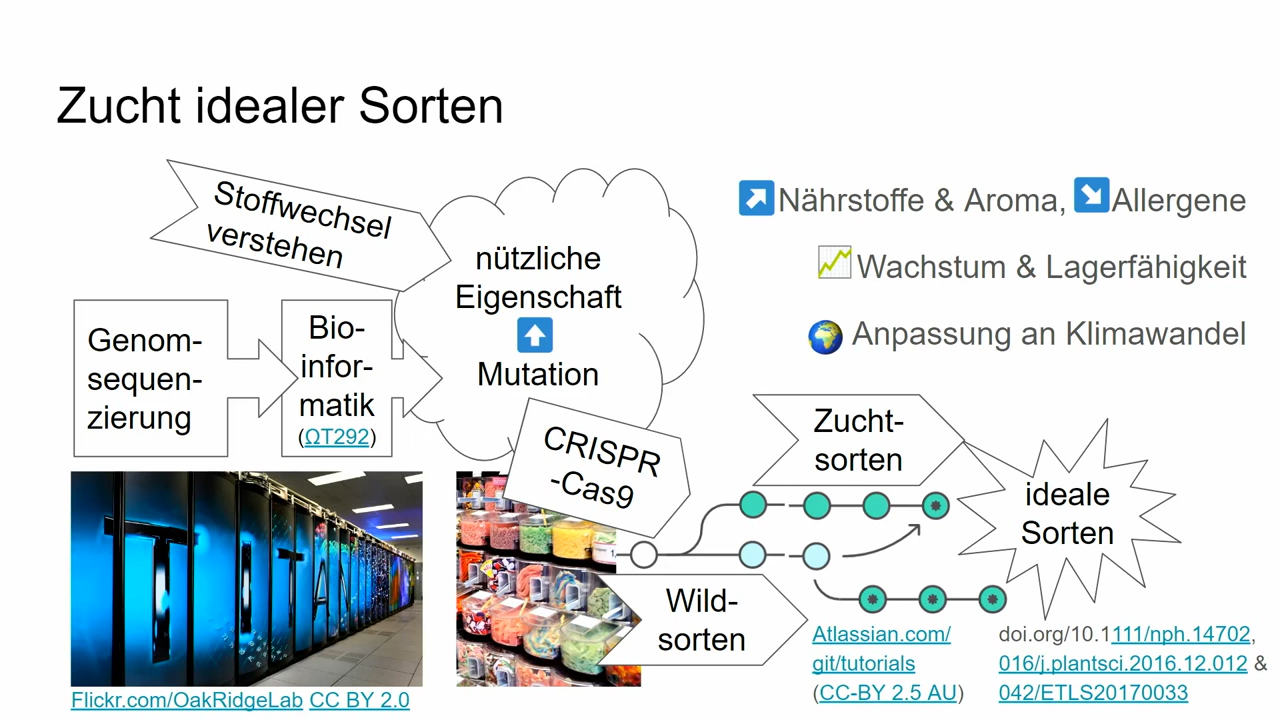 Zucht idealer Sorten
Stoffwechsel
verstehen
nützliche
Eigenschaft
Mutation
Nährstoffe & Aroma, Allergene
Wachstum & Lagerfähigkeit
Anpassung an Klimawandel
Genom-
sequen-
zierung
Bio-
infor-
matik
(ΩT292)
CRISPR
-Cas9
Zucht-
sorten
ideale
Sorten
Wild-
sorten
TITAN
Flickr.com/OakRidgeLab CC BY 2.0
Atlassian.com/
git/tutorials
(CC-BY 2.5 AU)
doi.org/10.1111/nph.14702,
016/j.plantsci.2016.12.012 &
042/ETLS20170033